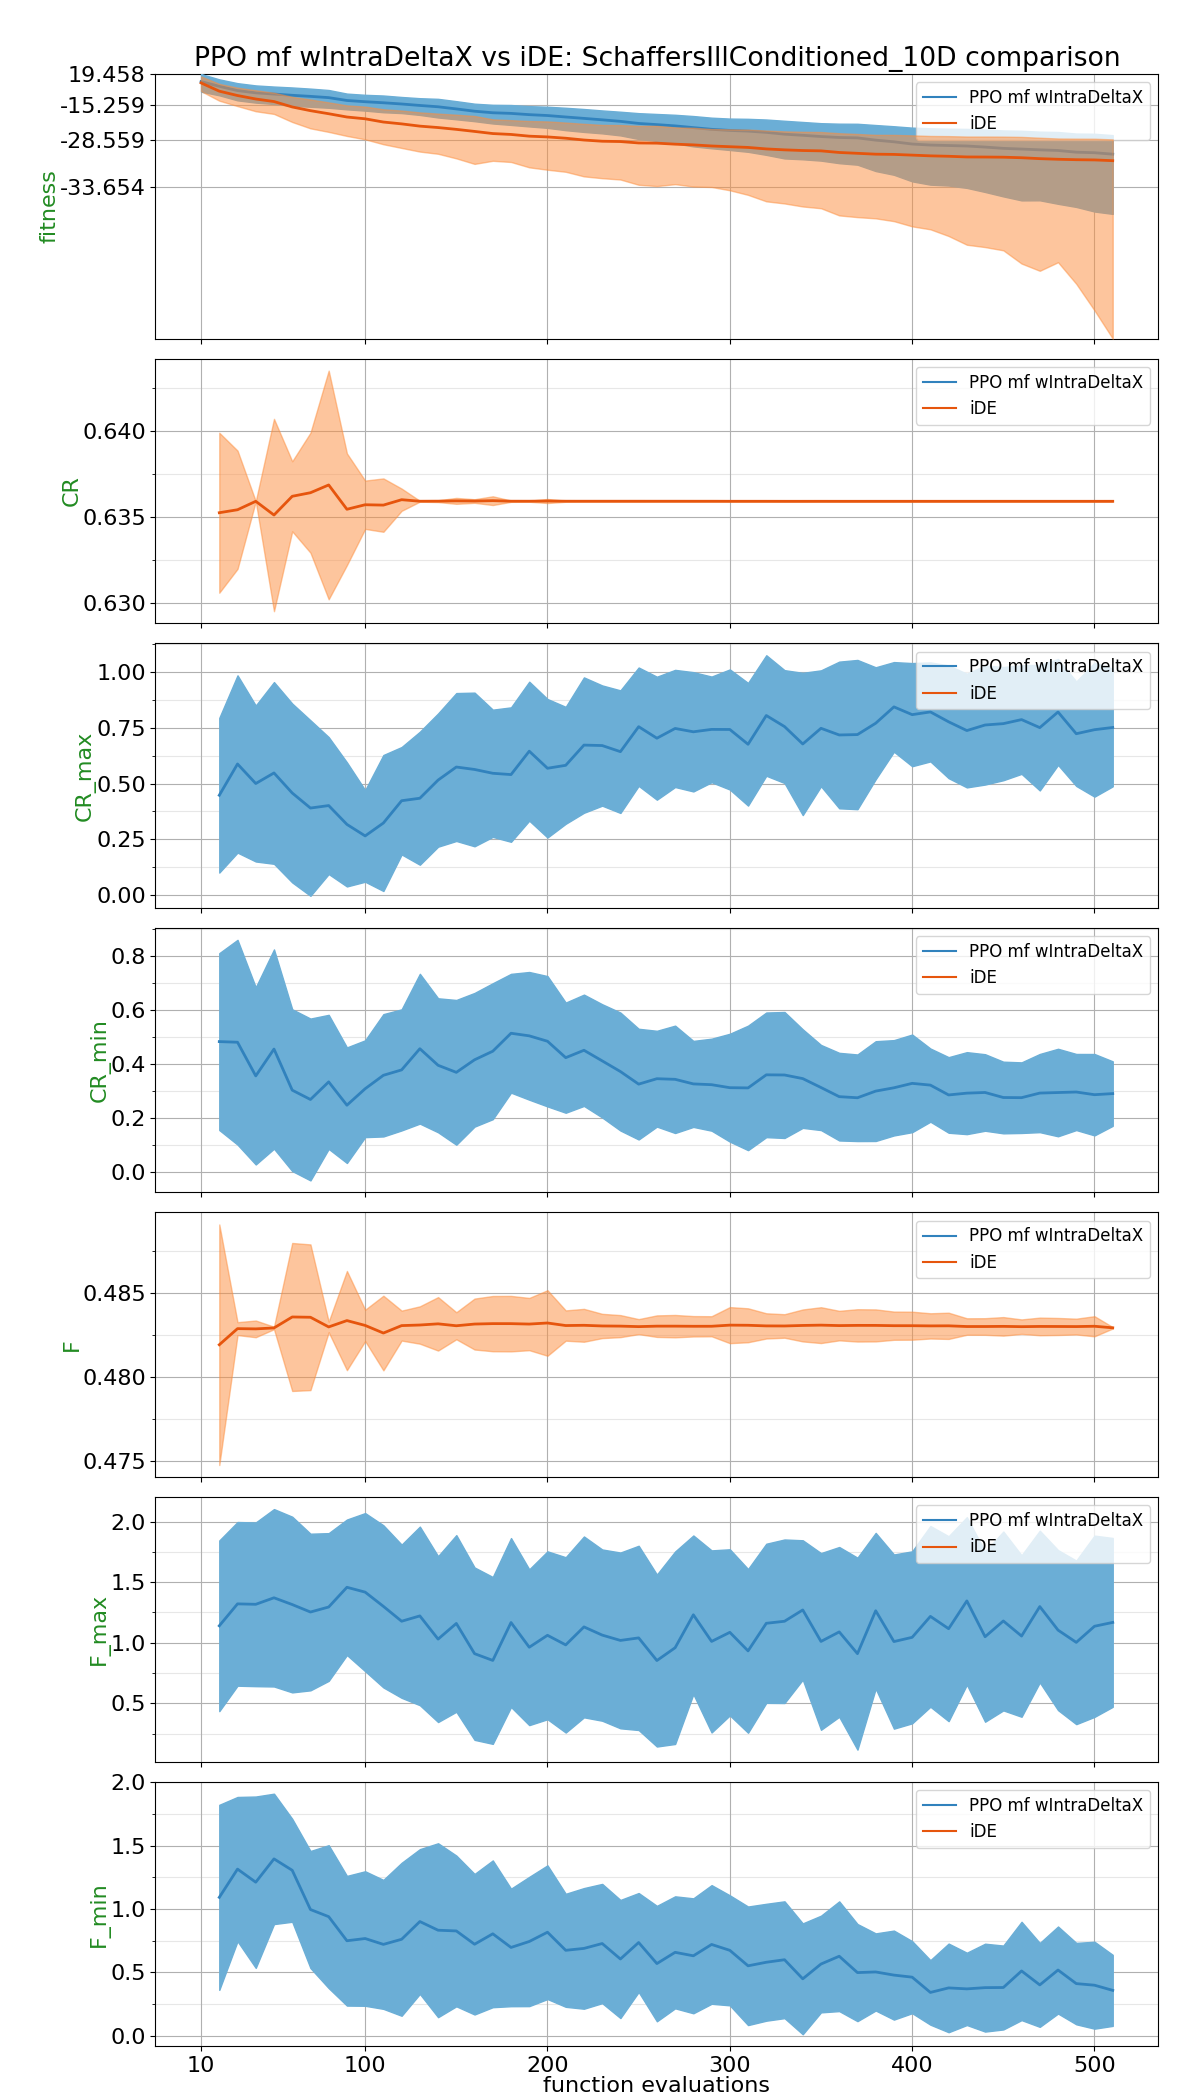 PPO mf wIntraDeltaX vs iDE: SchaffersIllConditioned_10D comparison
19.458
-15.259
-28.559
-33.654
fitness
PPO mf wIntraDeltaX
iDE
0.640
0.635
0.630
CR
PPO mf wIntraDeltaX
iDE
1.00
0.75
0.50
0.25
0.00
CR_max
PPO mf wIntraDeltaX
iDE
0.8
0.6
0.4
0.2
0.0
CR_min
PPO mf wIntraDeltaX
iDE
0.485
0.480
0.475
F
PPO mf wIntraDeltaX
iDE
2.0
1.5
1.0
0.5
F_max
PPO mf wIntraDeltaX
iDE
2.0
1.5
1.0
0.5
0.0
F_min
PPO mf wIntraDeltaX
iDE
10 100 200 300 400 500
function evaluations